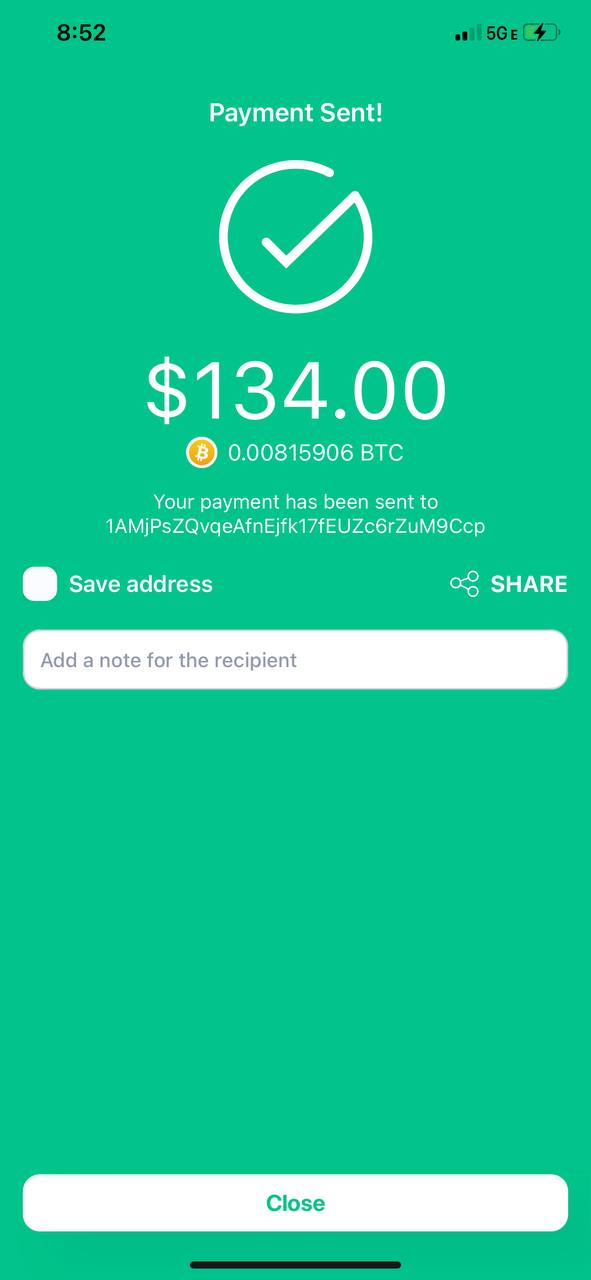 8:52
5GE
Payment Sent!
$134.00
0.00815906 BTC
Your payment has been sent to
1AMjPsZQvqeAfnEjfk17fEUZc6rZuM9Ccp
Save address
SHARE
Add a note for the recipient
Close